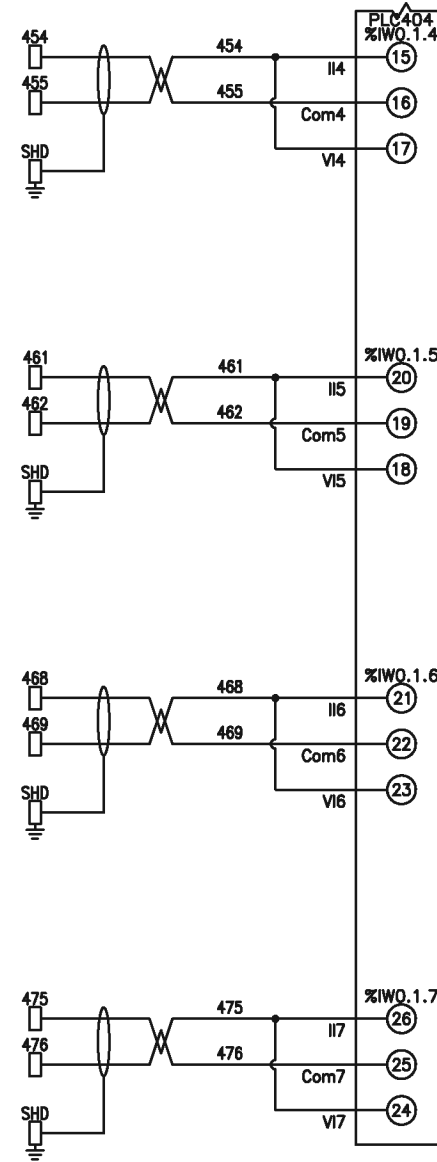 PLC404
%IW0.1.4
454
454
15
II4
455
455
16
Com4
SHD
17
VI4
%IW0.1.5
461
461
20
II5
462
462
19
Com5
SHD
18
VI5
%IW0.1.6
468
468
21
II6
469
469
22
Com6
SHD
23
VI6
%IW0.1.7
475
475
26
II7
476
476
25
Com7
SHD
24
VI7